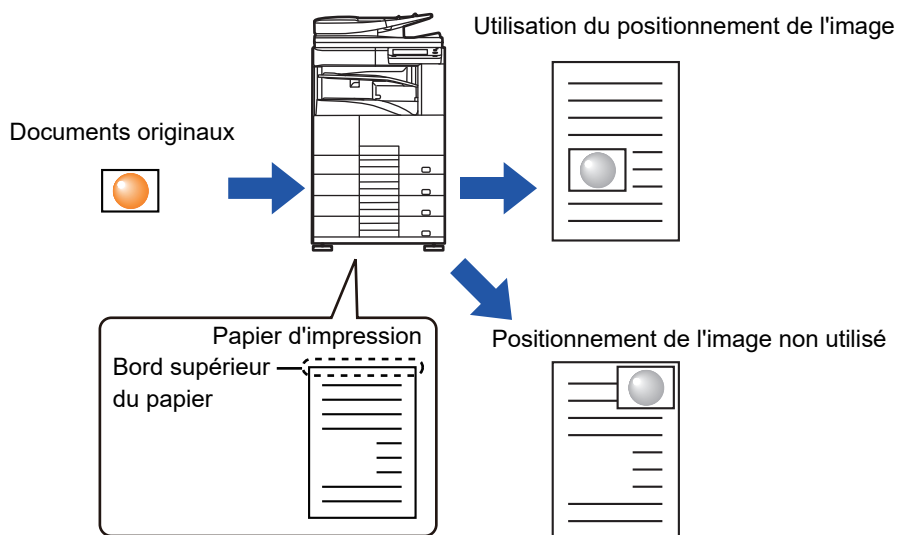 Utilisation du positionnement de l'image
Documents originaux
Papier d'impression
Bord supérieur
du papier
Positionnement de l'image non utilisé